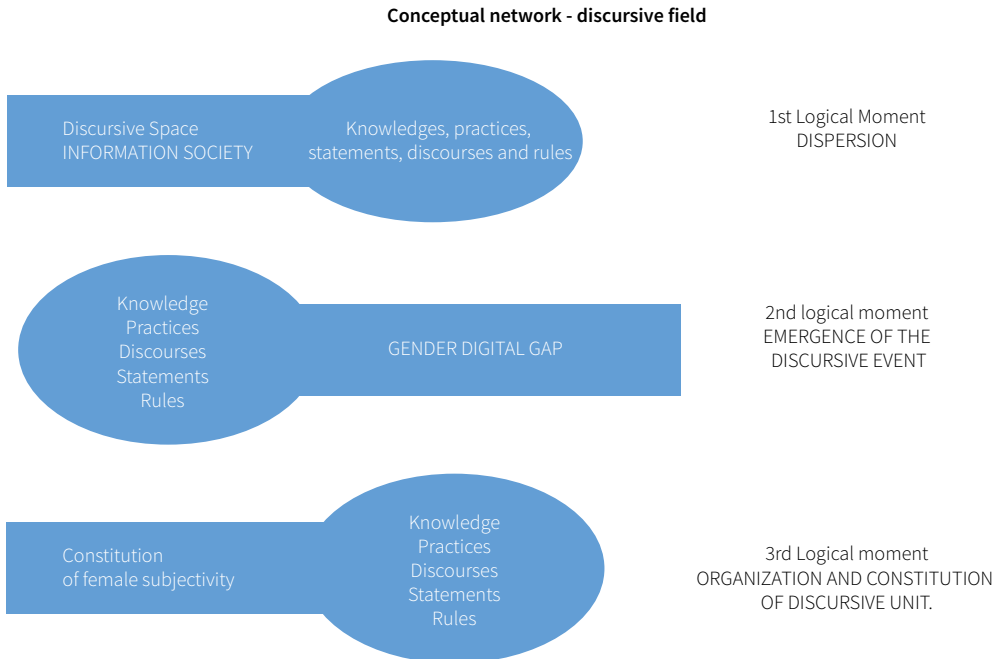 Conceptual network - discursive field
Discursive Space
INFORMATION SOCIETY
Knowledges, practices,
statements, discourses and rules
1st Logical Moment
DISPERSION
Knowledge
Practices
Discourses
Statements
Rules
GENDER DIGITAL GAP
2nd logical moment
EMERGENCE OF THE
DISCURSIVE EVENT
Constitution
of female subjectivity
Knowledge
Practices
Discourses
Statements
Rules
3rd Logical moment
ORGANIZATION AND CONSTITUTION
OF DISCURSIVE UNIT.